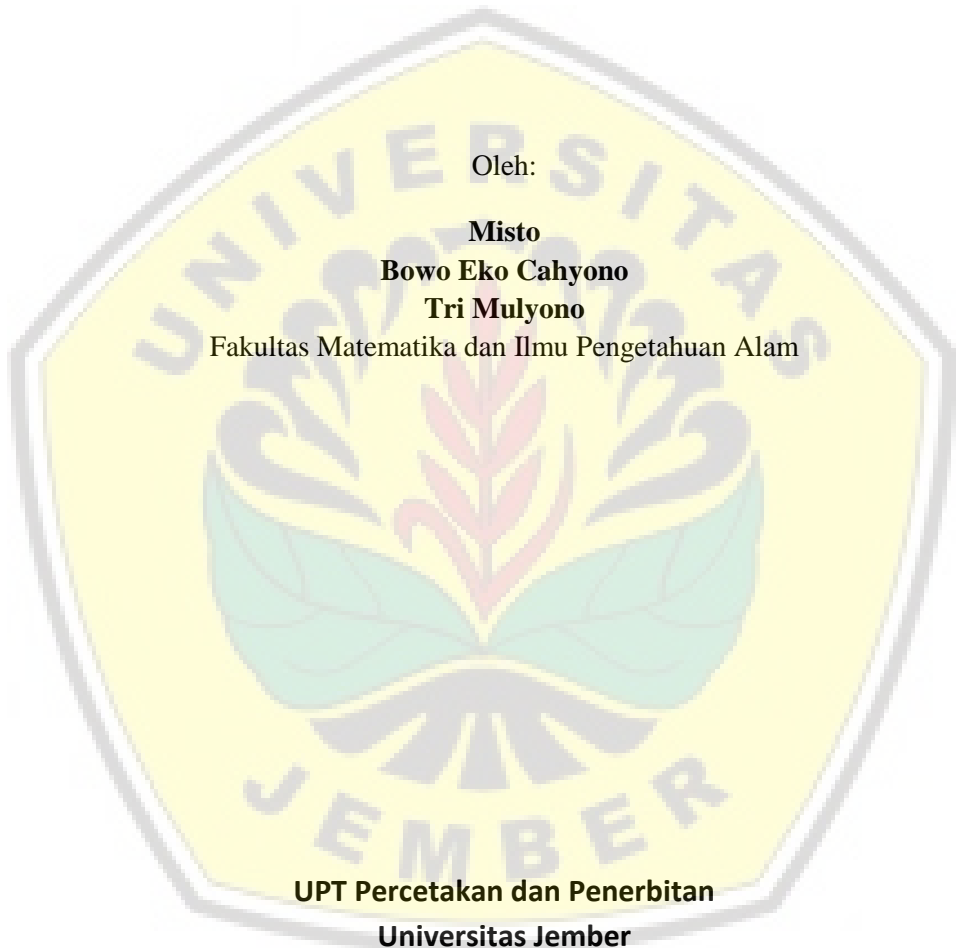 UNIVERSITAS
Oleh:
Misto
Bowo Eko Cahyono
Tri Mulyono
Fakultas Matematika dan Ilmu Pengetahuan Alam
JEMBER
UPT Percetakan dan Penerbitan
Universitas Jember